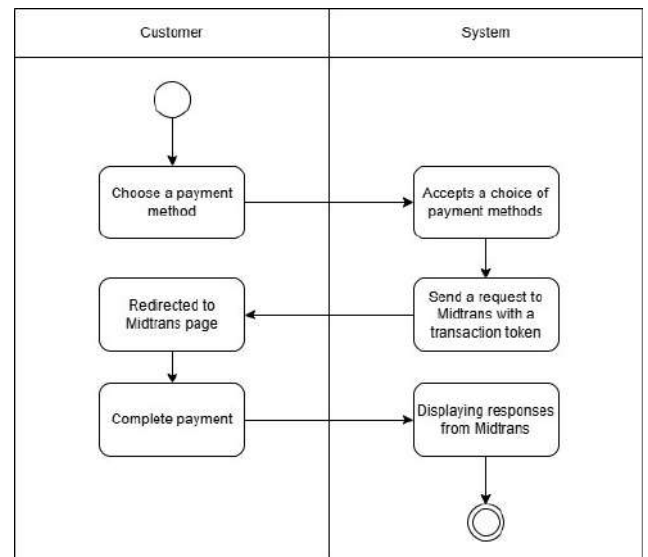 Customer
System
Choose a payment
method
Accepts a choice of
payment methods
Redirected to
Midtrans page
Send a request to
Midtrans with a
transaction token
Complete payment
Displaying responses
from Midtrans